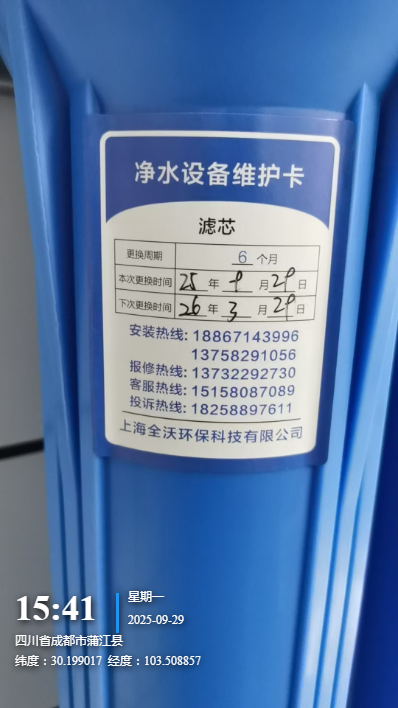 净水设备维护卡
滤芯
更换周期 6 个月
本次更换时间 25 年 9 月 29 日
下次更换时间 26 年 3 月 29 日
安装热线: 18867143996
13758291056
报修热线: 13732292730
客服热线: 15158087089
投诉热线: 18258897611
上海全沃环保科技有限公司
15:41
星期一
2025-09-29
四川省成都市蒲江县
纬度：30.199017 经度：103.508857